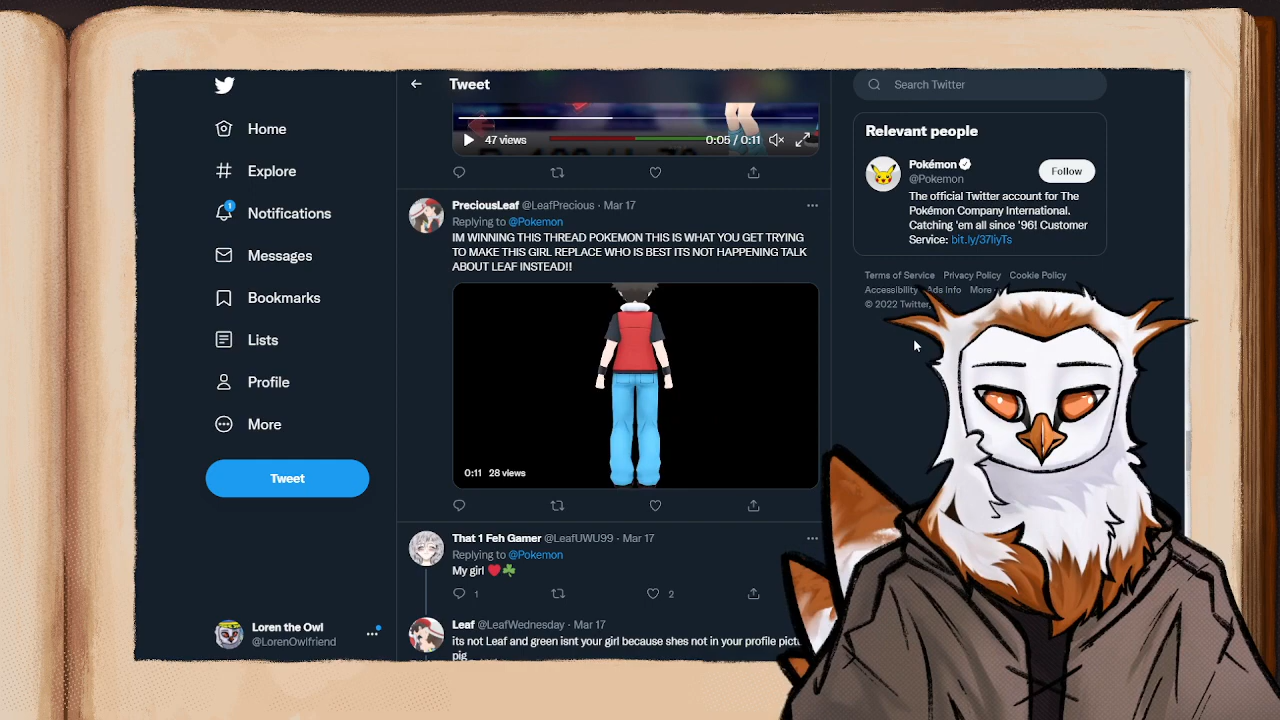 Home
Explore
1
Notifications
Messages
Bookmarks
Lists
Profile
More
Tweet
Loren the Owl
@LorenOwlfriend
Tweet
47 views
0:05 / 0:11
PreciousLeaf @LeafPrecious · Mar 17
Replying to @Pokemon
IM WINNING THIS THREAD POKEMON THIS IS WHAT YOU GET TRYING
TO MAKE THIS GIRL REPLACE WHO IS BEST ITS NOT HAPPENING TALK
ABOUT LEAF INSTEAD!!
0:11 28 views
That 1 Feh Gamer @LeafUWU99 · Mar 17
Replying to @Pokemon
My girl ❤️☘️
1
2
Leaf @LeafWednesday · Mar 17
its not Leaf and green isnt your girl because shes not in your profile
pig
Search Twitter
Relevant people
Pokémon
@Pokemon
Follow
The official Twitter account for The
Pokémon Company International.
Catching 'em all since '96! Customer
Service: bit.ly/37IiyTs
Terms of Service Privacy Policy Cookie Policy
Accessibility Ads info More
© 2022 Twitter,